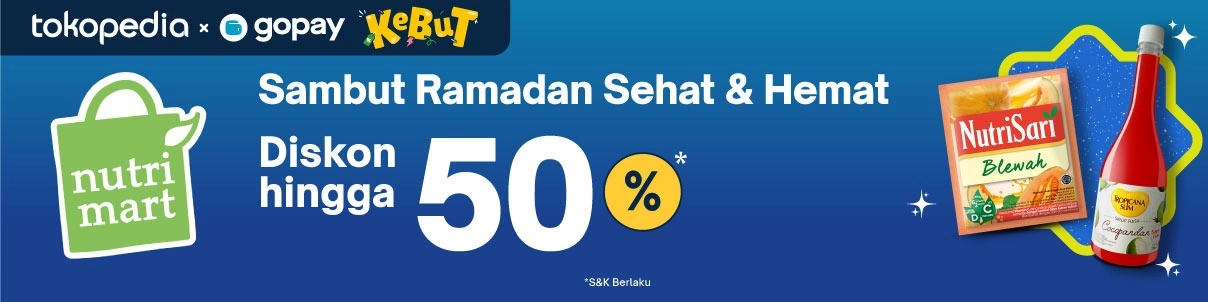 tokopedia × gopay KeBuT
Sambut Ramadan Sehat & Hemat
nutri
mart
Diskon
hingga
50%*
NutriSari
Blewah
D C
TROPICANA
SLIM
Cocopandan
*S&K Berlaku